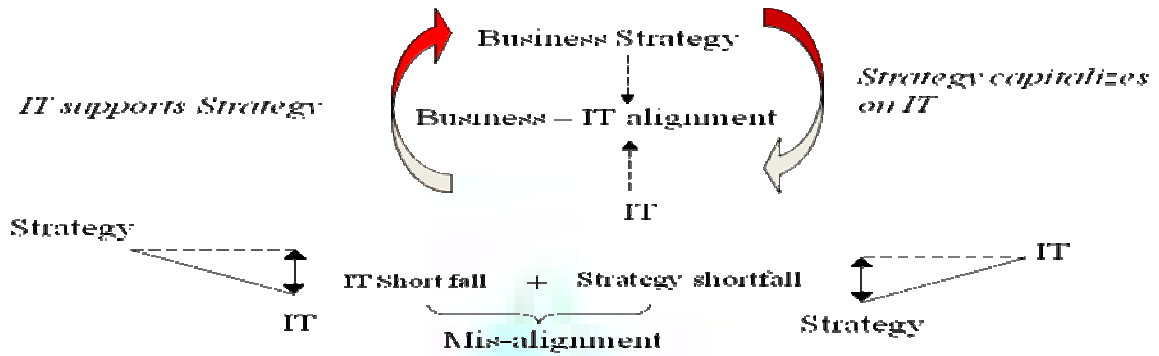 Business Strategy
IT supports Strategy
Strategy capitalizes
on IT
Business – IT alignment
IT
Strategy
IT
IT Short fall + Strategy shortfall
IT
Strategy
Mis-alignment